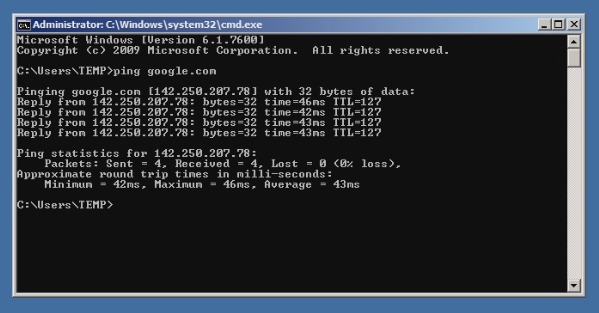 Administrator: C:\Windows\system32\cmd.exe
Microsoft Windows [Version 6.1.7600]
Copyright (c) 2009 Microsoft Corporation.  All rights reserved.
C:\Users\TEMP>ping google.com
Pinging google.com [142.250.207.78] with 32 bytes of data:
Reply from 142.250.207.78: bytes=32 time=46ms TTL=127
Reply from 142.250.207.78: bytes=32 time=42ms TTL=127
Reply from 142.250.207.78: bytes=32 time=43ms TTL=127
Reply from 142.250.207.78: bytes=32 time=43ms TTL=127
Ping statistics for 142.250.207.78:
    Packets: Sent = 4, Received = 4, Lost = 0 (0% loss),
Approximate round trip times in milli-seconds:
    Minimum = 42ms, Maximum = 46ms, Average = 43ms
C:\Users\TEMP>